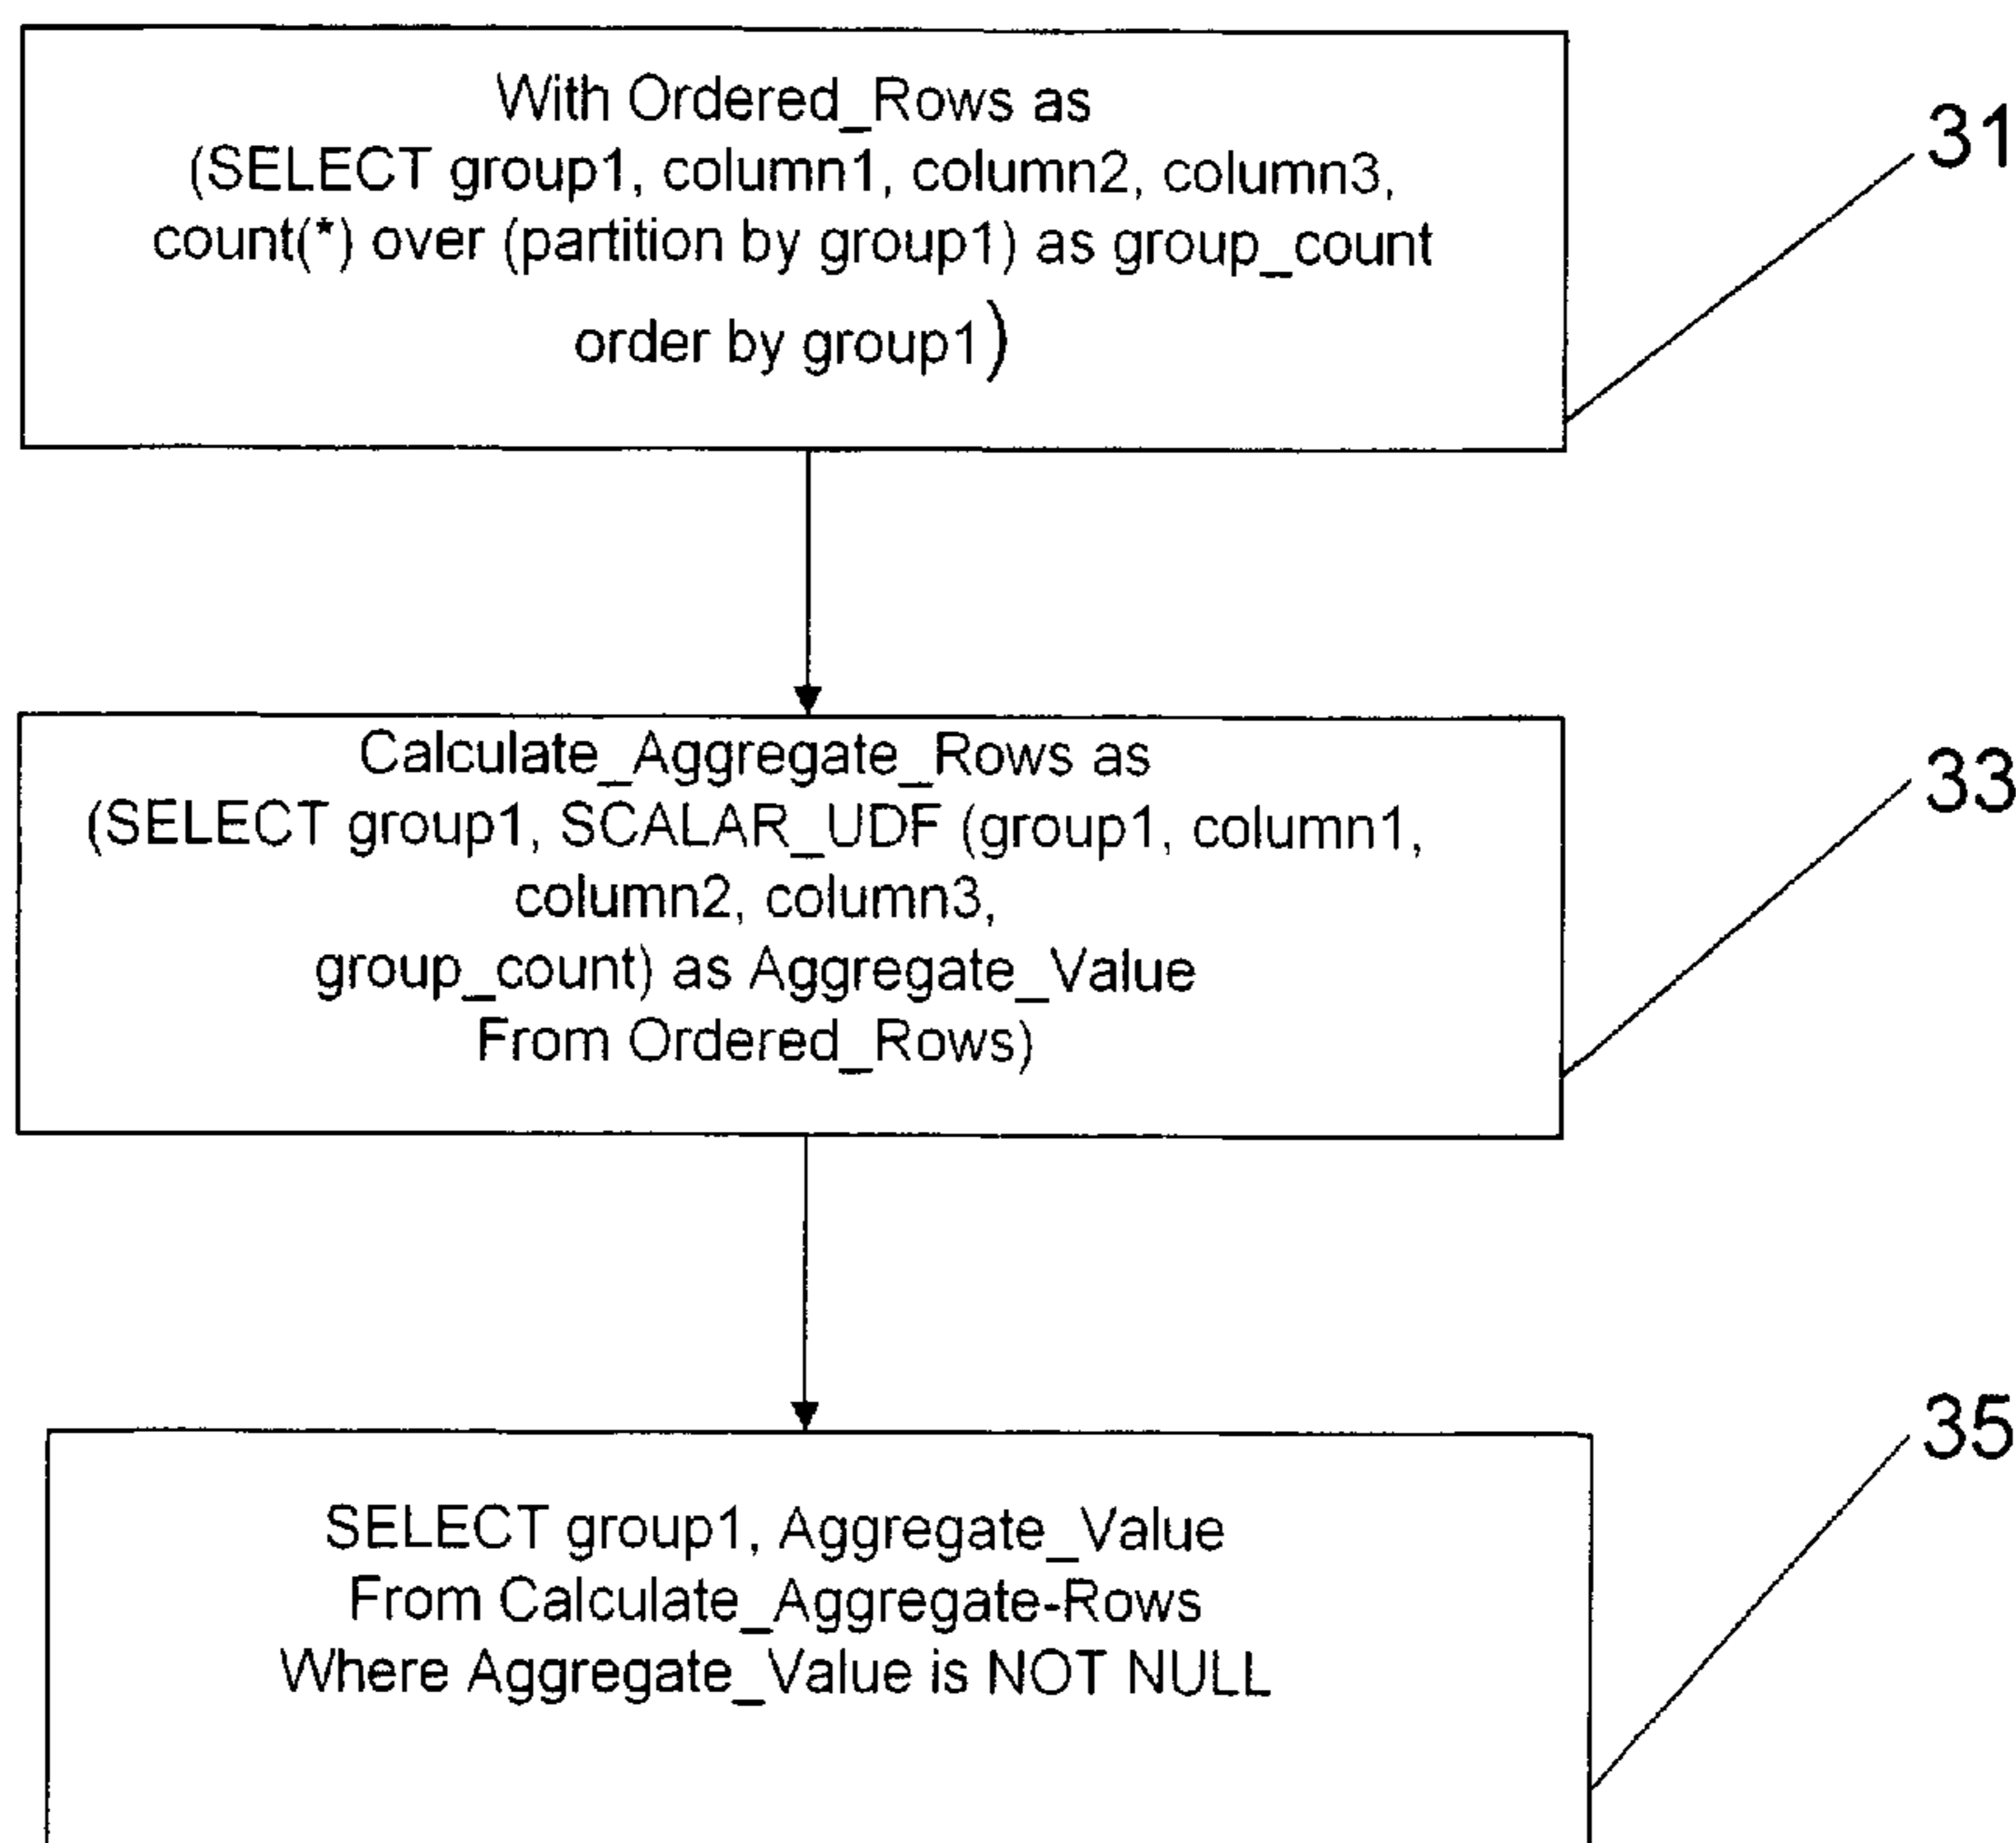 With Ordered_Rows as
(SELECT group1, column1, column2, column3,
count(*) over (partition by group1) as group_count
order by group1)
31
Calculate_Aggregate_Rows as
(SELECT group1, SCALAR_UDF (group1, column1,
column2, column3,
group_count) as Aggregate_Value
From Ordered_Rows)
33
SELECT group1, Aggregate_Value
From Calculate_Aggregate-Rows
Where Aggregate_Value is NOT NULL
35